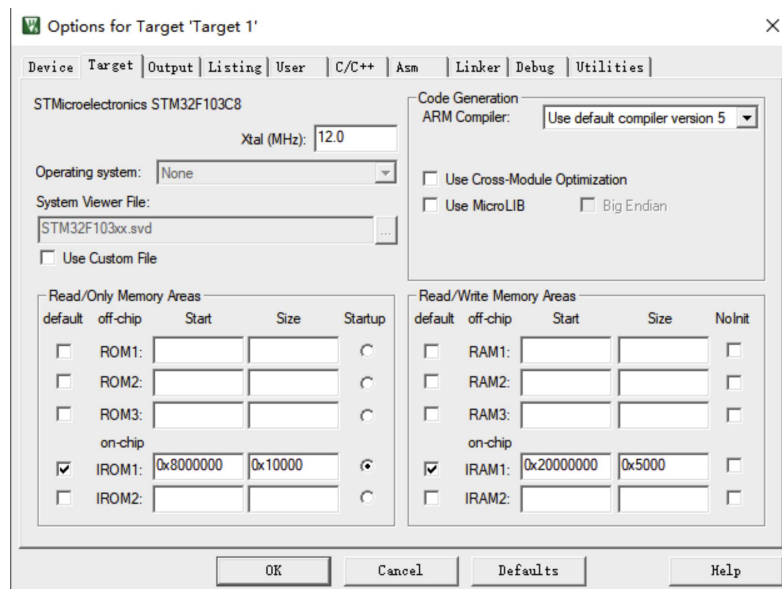 Options for Target 'Target 1'
Device Target Output Listing User C/C++ Asm Linker Debug Utilities
STMicroelectronics STM32F103C8
Xtal (MHz): 12.0
Operating system: None
System Viewer File:
STM32F103xx.svd
...
Use Custom File
Code Generation
ARM Compiler: Use default compiler version 5
Use Cross-Module Optimization
Use MicroLIB Big Endian
Read/Only Memory Areas
default off-chip Start Size Startup
ROM1:
ROM2:
ROM3:
on-chip
IROM1: 0x8000000 0x10000
IROM2:
Read/Write Memory Areas
default off-chip Start Size NoInit
RAM1:
RAM2:
RAM3:
on-chip
IRAM1: 0x20000000 0x5000
IRAM2:
OK Cancel Defaults Help